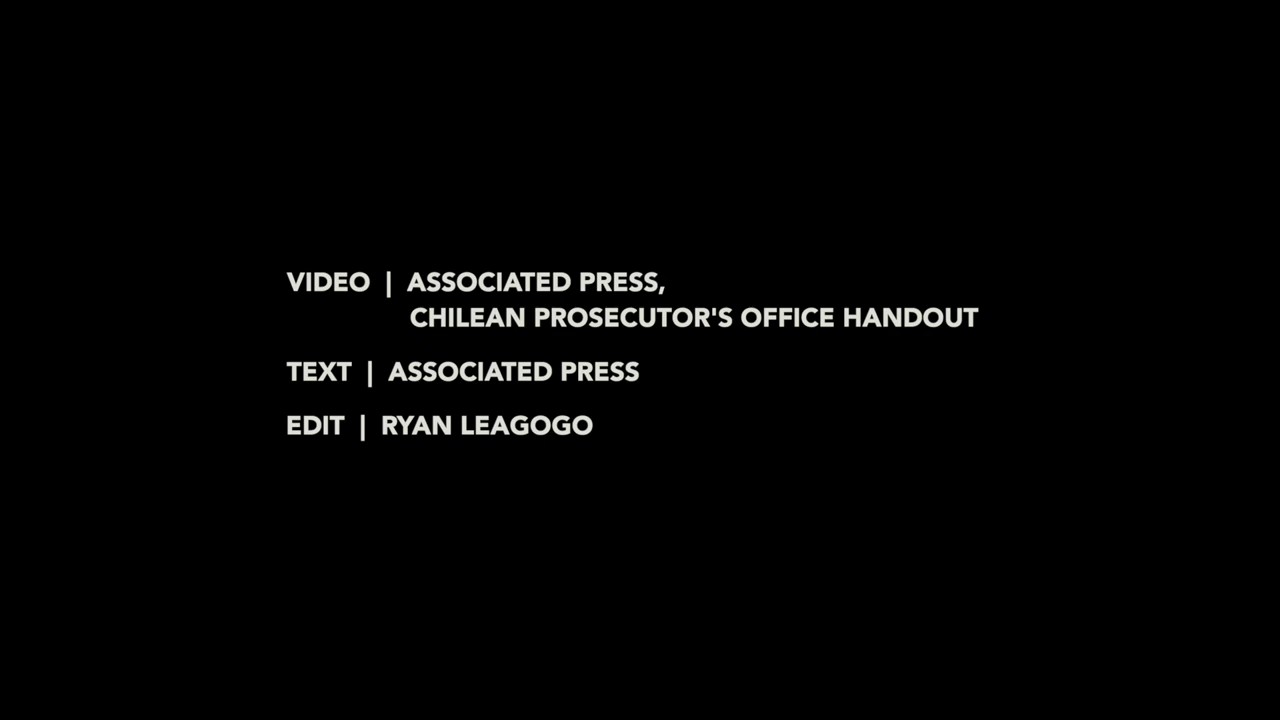 VIDEO | ASSOCIATED PRESS,
CHILEAN PROSECUTOR'S OFFICE HANDOUT
TEXT | ASSOCIATED PRESS
EDIT | RYAN LEAGOGO